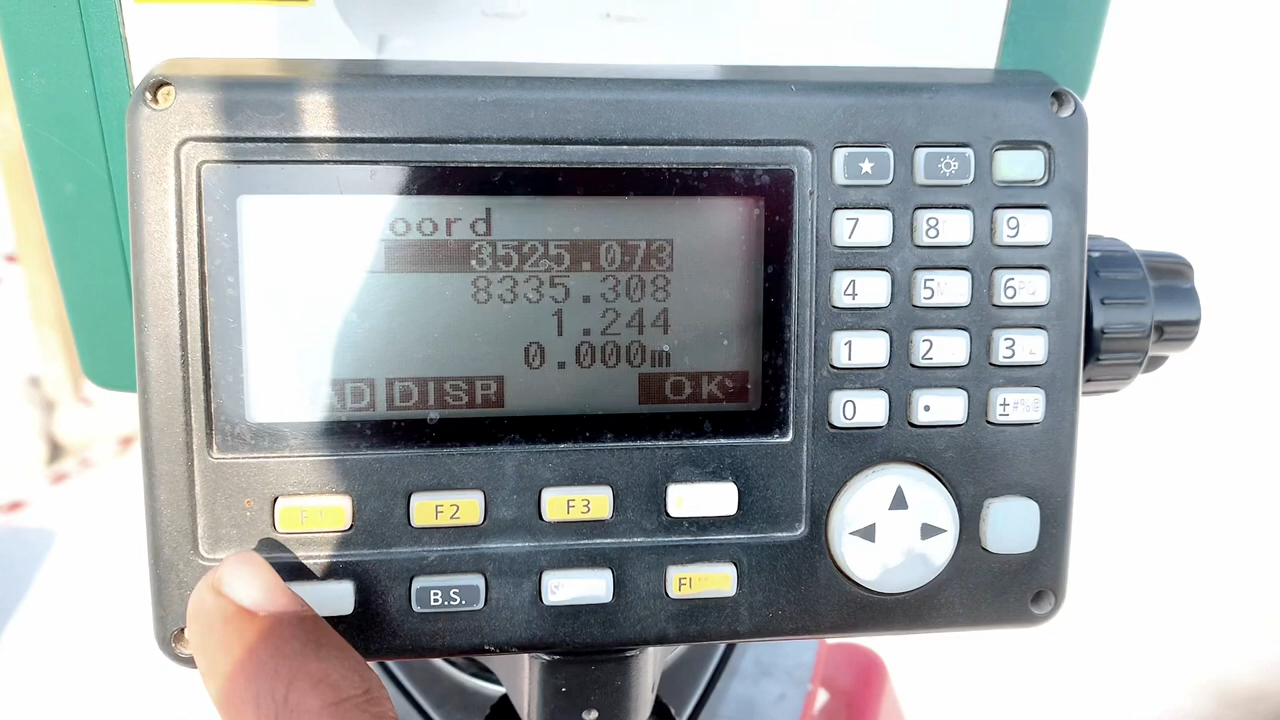 oord
3525.073
8335.308
1.244
0.000m
D DISP OK
7 8 9
4 5 6
1 2 3
0 . ±#%@
F1 F2 F3
B.S.